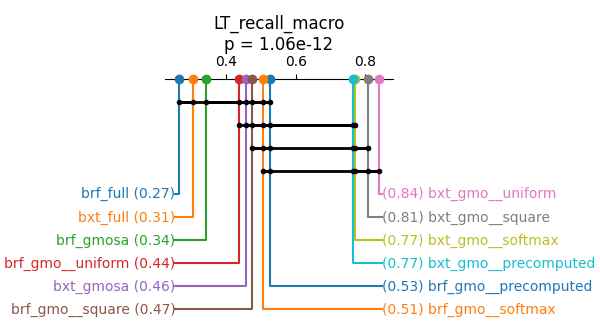 LT_recall_macro
p = 1.06e-12
0.4 0.6 0.8
brf_full (0.27) (0.84) bxt_gmo__uniform
bxt_full (0.31) (0.81) bxt_gmo__square
brf_gmosa (0.34) (0.77) bxt_gmo__softmax
brf_gmo__uniform (0.44) (0.77) bxt_gmo__precomputed
bxt_gmosa (0.46) (0.53) brf_gmo__precomputed
brf_gmo__square (0.47) (0.51) brf_gmo__softmax